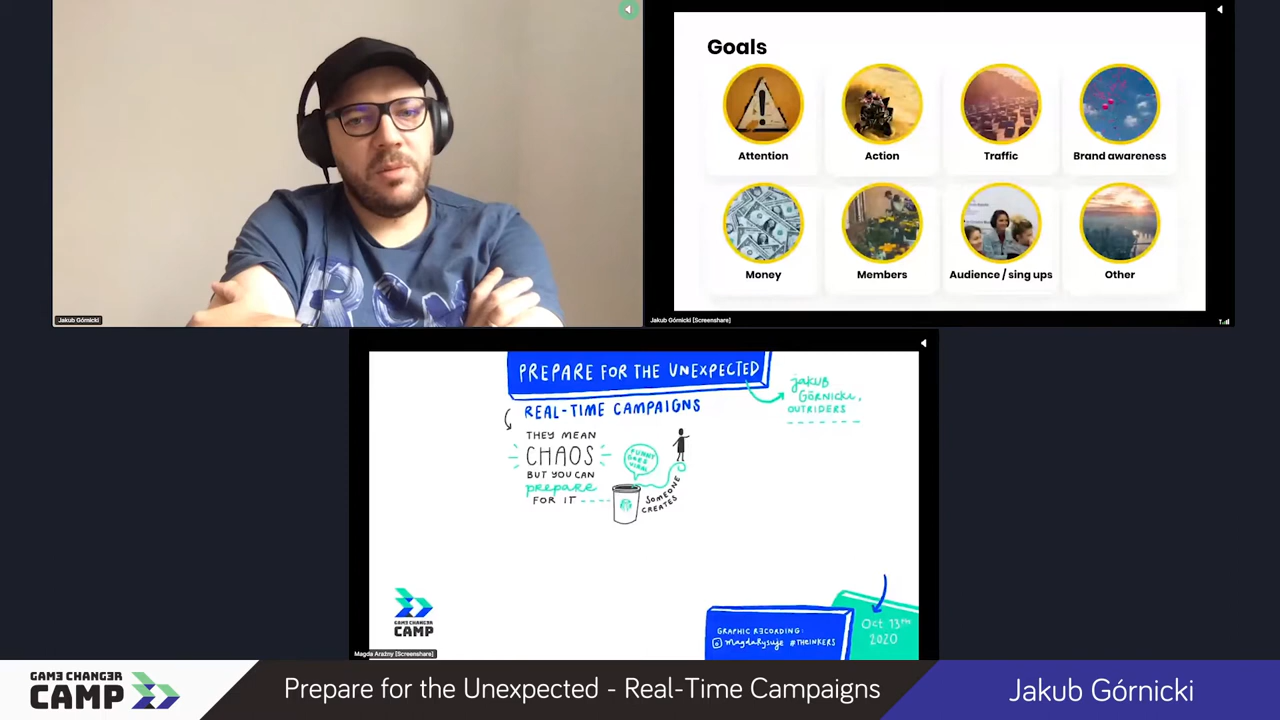 Jakub Górnicki
Goals
Attention
Action
Traffic
Brand awareness
Money
Members
Audience / sing ups
Other
Jakub Górnicki [Screenshare]
PREPARE FOR THE UNEXPECTED
jakub
GÓRNICKI,
OUTRIDERS
REAL-TIME CAMPAIGNS
THEY MEAN
CHAOS
BUT YOU CAN
prepare
FOR IT
SOMEONE
CREATES
GAME CHANGER
CAMP
GRAPHIC RECORDING:
magdarysuje #THEINKERS
Oct 13TH
2020
Magda Arażny [Screenshare]
GAME CHANGER
CAMP
Prepare for the Unexpected - Real-Time Campaigns
Jakub Górnicki